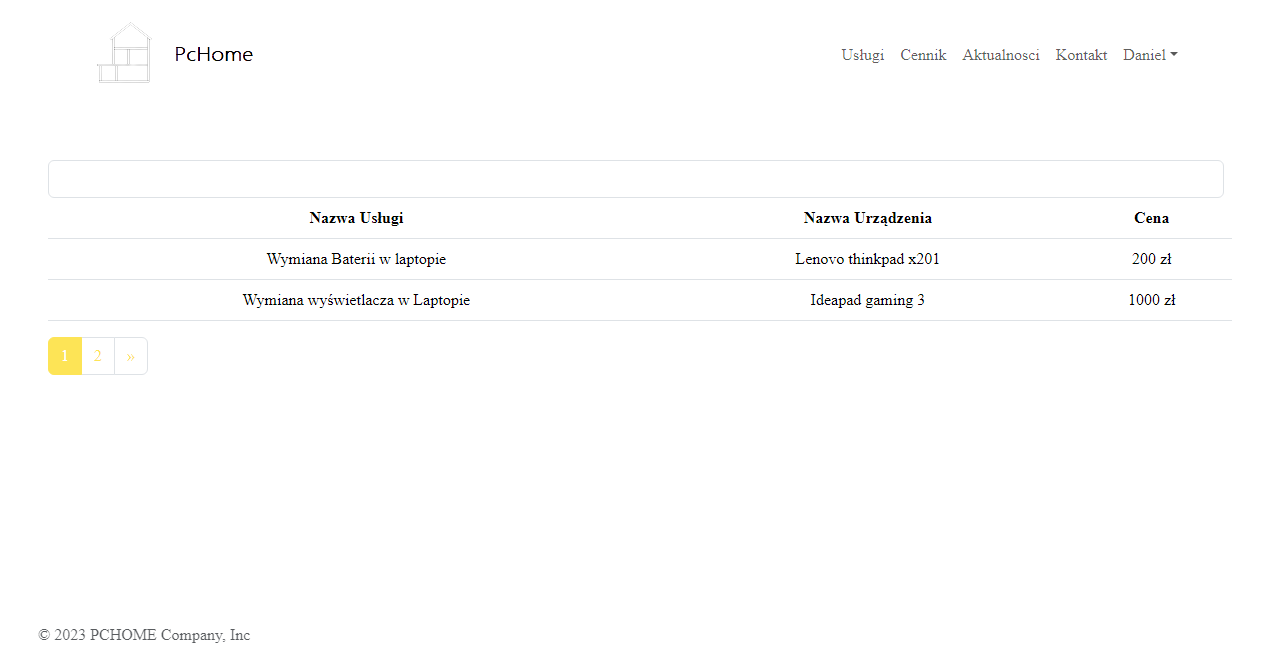 PcHome
Usługi Cennik Aktualnosci Kontakt Daniel
Nazwa Usługi Nazwa Urządzenia Cena
Wymiana Baterii w laptopie Lenovo thinkpad x201 200 zł
Wymiana wyświetlacza w Laptopie Ideapad gaming 3 1000 zł
1 2 »
© 2023 PCHOME Company, Inc